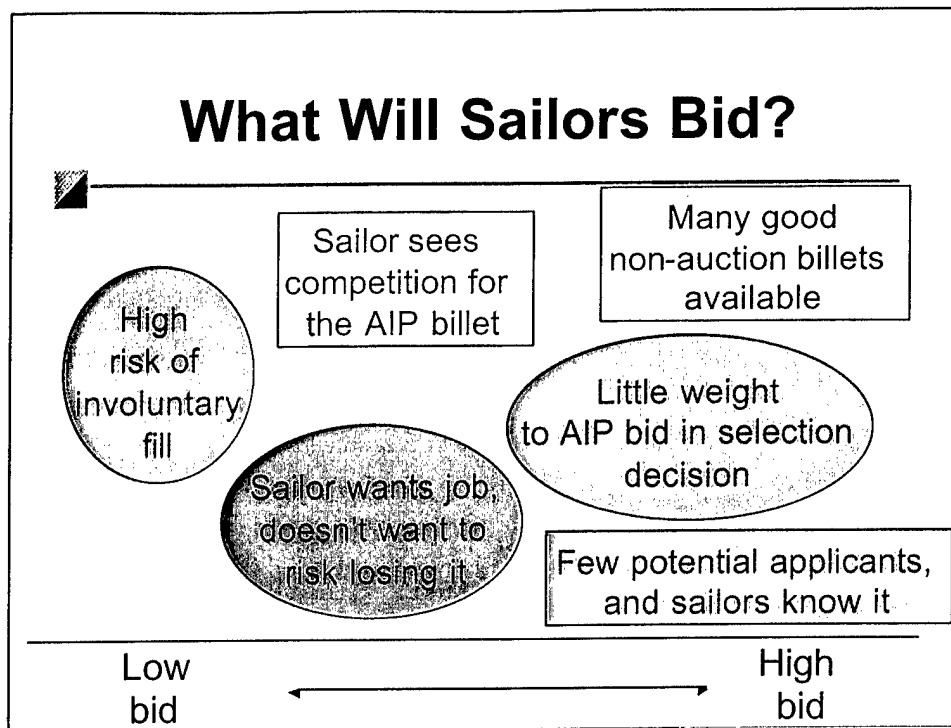 What Will Sailors Bid?
Sailor sees
competition for
the AIP billet
Many good
non-auction billets
available
High
risk of
involuntary
fill
Little weight
to AIP bid in selection
decision
Sailor wants job,
doesn't want to
risk losing it
Few potential applicants,
and sailors know it
Low
bid
High
bid